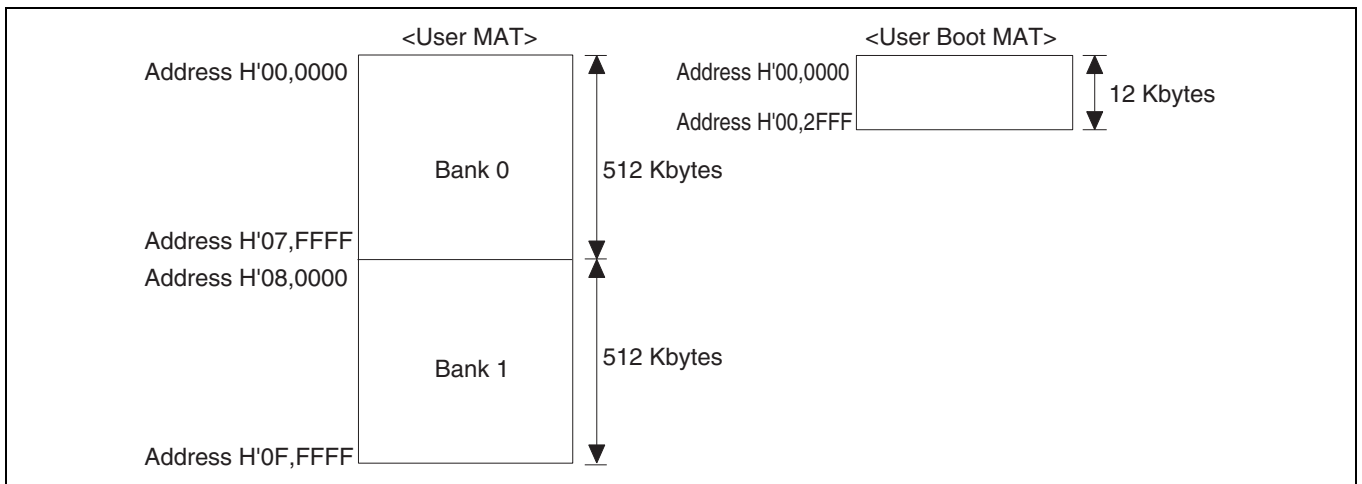 <User MAT>
Address H'00,0000
Bank 0
512 Kbytes
Address H'07,FFFF
Address H'08,0000
Bank 1
512 Kbytes
Address H'0F,FFFF
<User Boot MAT>
Address H'00,0000
12 Kbytes
Address H'00,2FFF